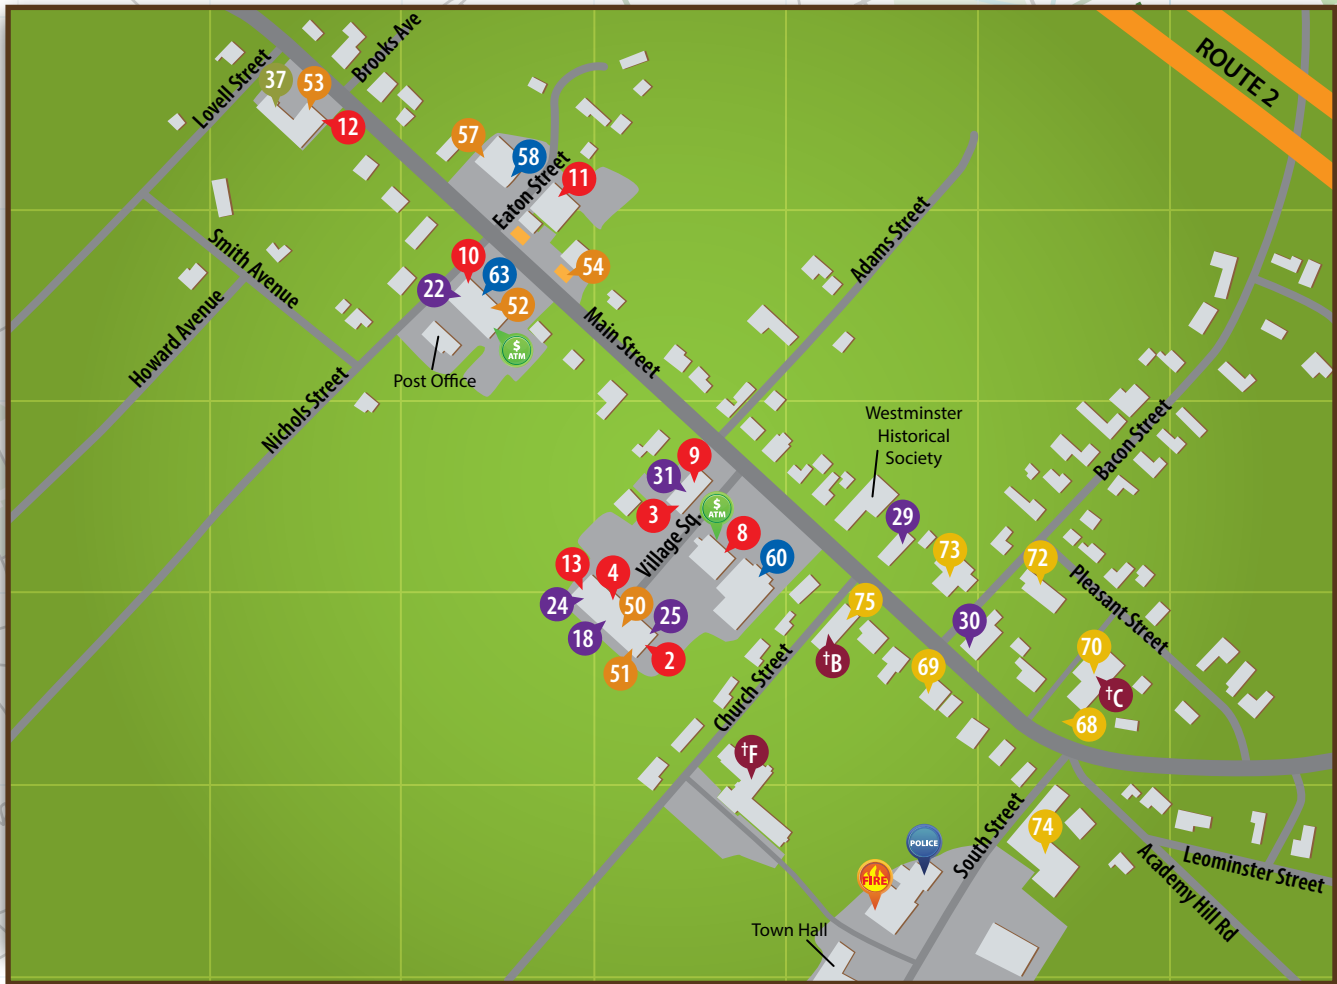 ROUTE 2
Brooks Ave
Lovell Street
37
53
12
57
58
11
Eaton Street
10
63
22
52
54
$
ATM
Post Office
Smith Avenue
Howard Avenue
Nichols Street
Main Street
Adams Street
Westminster
Historical
Society
Bacon Street
9
31
3
$
ATM
8
60
Village Sq.
13
4
24
50
25
18
2
51
29
73
72
Pleasant Street
75
30
†B
69
70
†C
68
Church Street
†F
74
South Street
POLICE
FIRE
Town Hall
Leominster Street
Academy Hill Rd